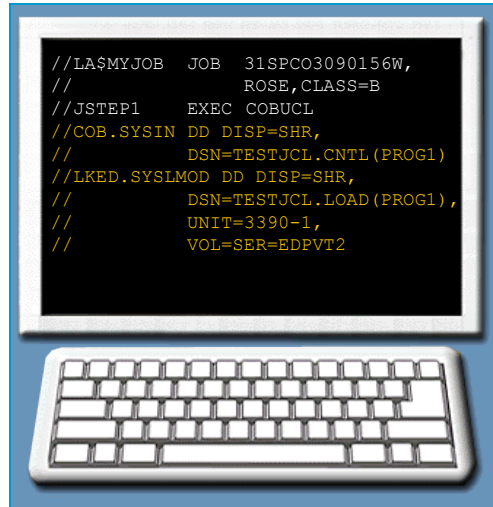 //LA$MYJOB  JOB  31SPCO3090156W,
//               ROSE,CLASS=B
//JSTEP1    EXEC COBUCL
//COB.SYSIN DD DISP=SHR,
//          DSN=TESTJCL.CNTL(PROG1)
//LKED.SYSLMOD DD DISP=SHR,
//          DSN=TESTJCL.LOAD(PROG1),
//          UNIT=3390-1,
//          VOL=SER=EDPVT2